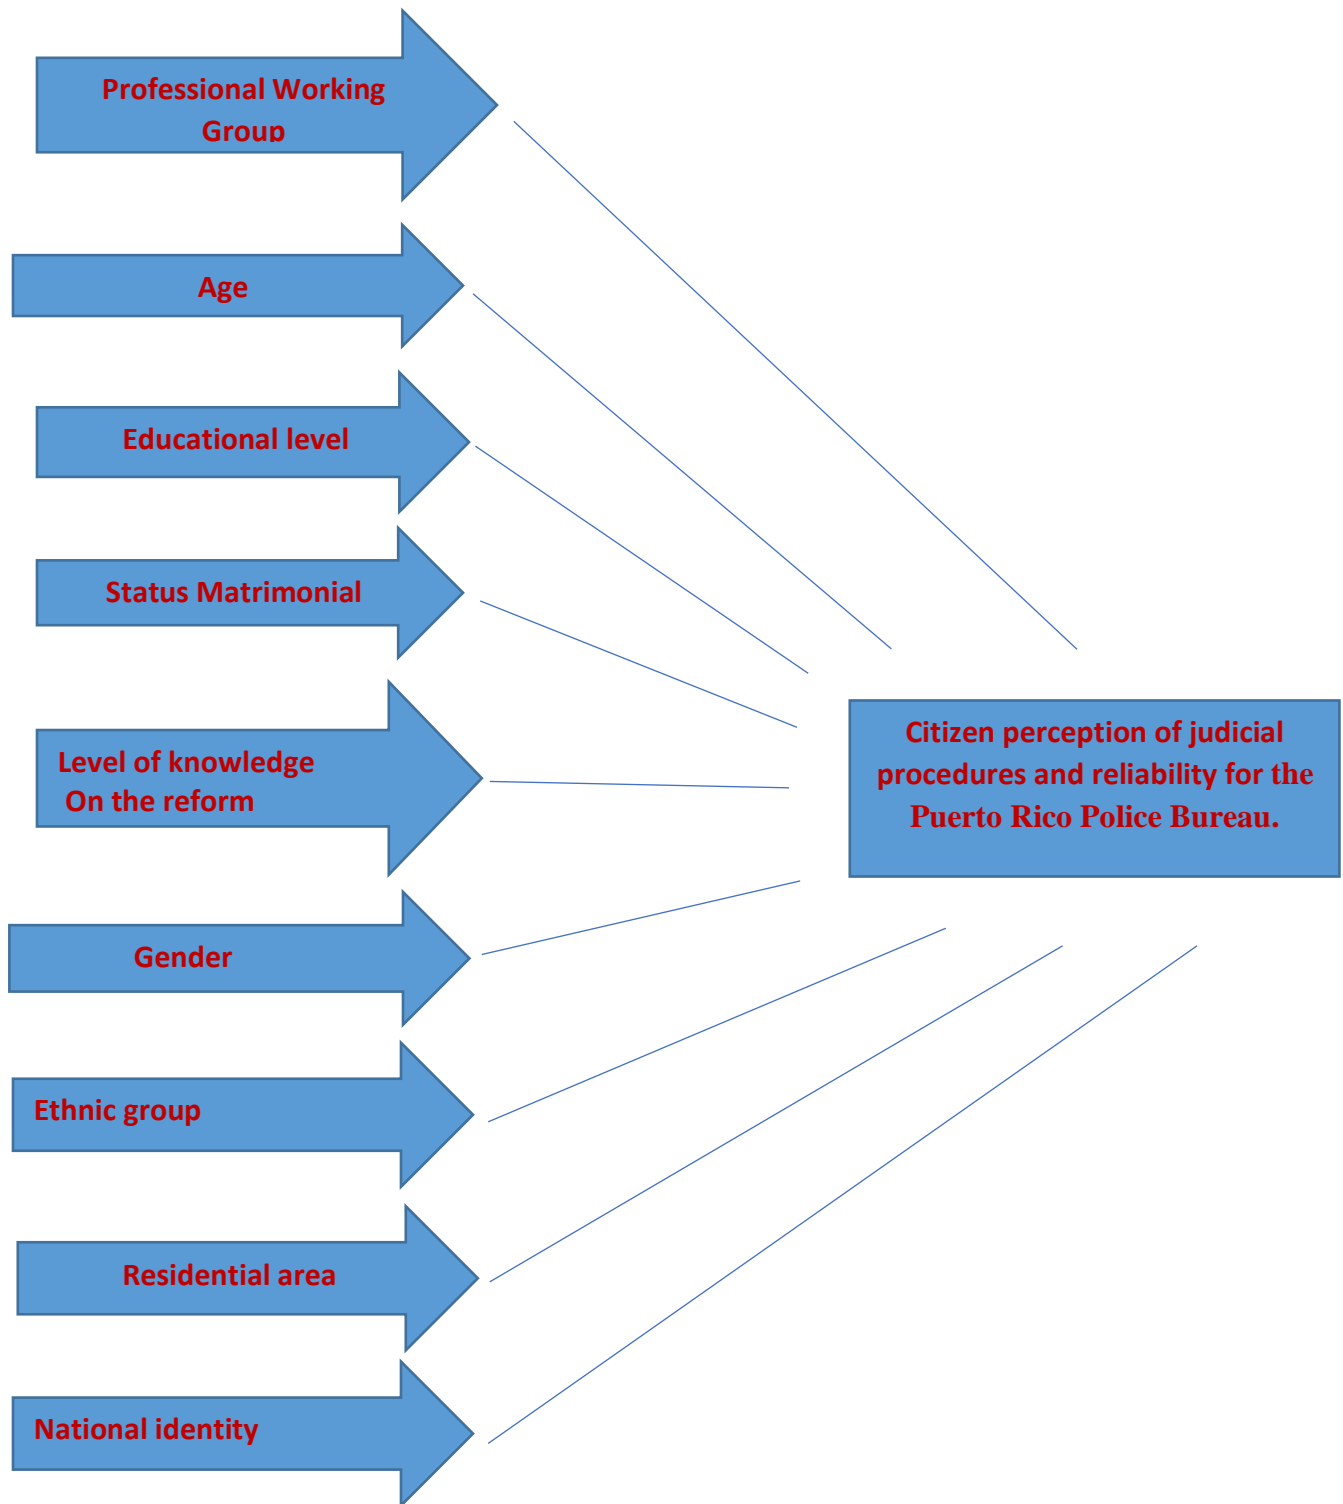 Professional Working
Group
Age
Educational level
Status Matrimonial
Level of knowledge
On the reform
Gender
Ethnic group
Residential area
National identity
Citizen perception of judicial
procedures and reliability for the
Puerto Rico Police Bureau.